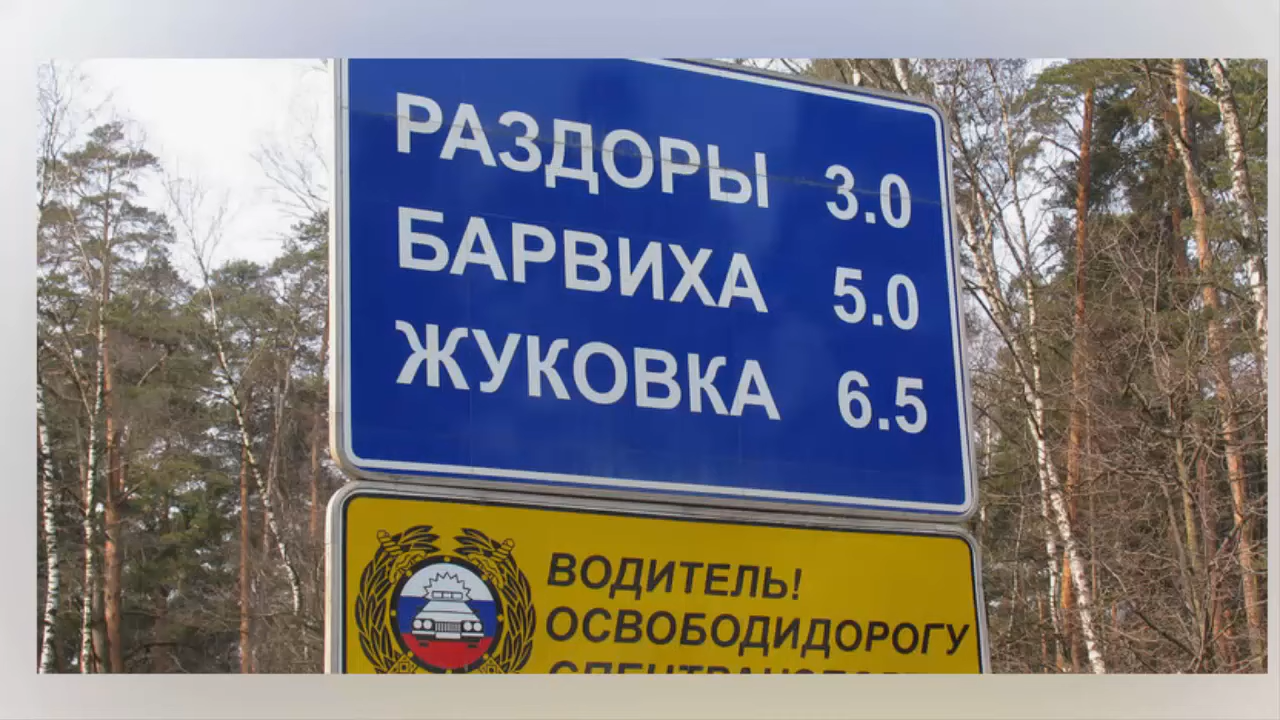 РАЗДОРЫ 3.0
БАРВИХА 5.0
ЖУКОВКА 6.5
ВОДИТЕЛЬ!
ОСВОБОДИДОРОГУ